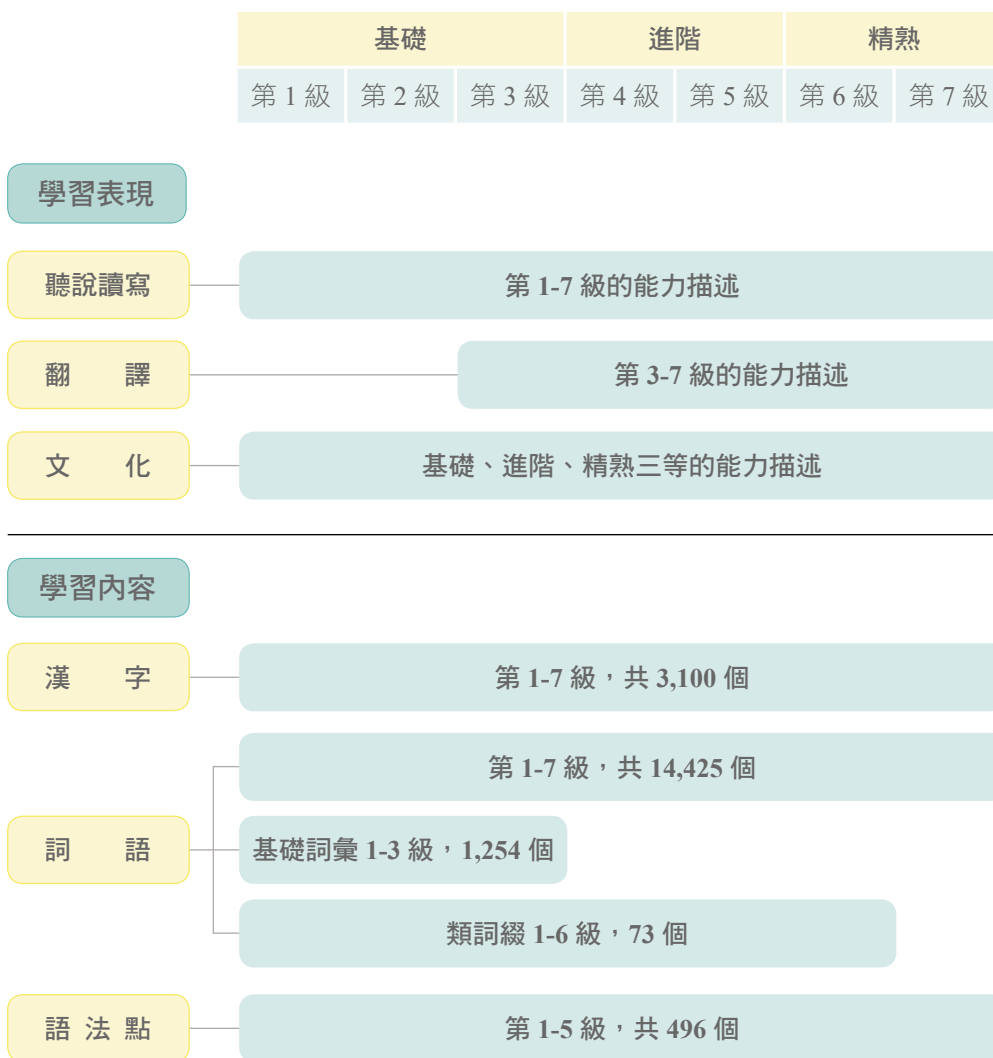 基礎 進階 精熟
第 1 級 第 2 級 第 3 級 第 4 級 第 5 級 第 6 級 第 7 級
學習表現
聽說讀寫 第 1-7 級的能力描述
翻 譯 第 3-7 級的能力描述
文 化 基礎、進階、精熟三等的能力描述
學習內容
漢 字 第 1-7 級，共 3,100 個
第 1-7 級，共 14,425 個
詞 語 基礎詞彙 1-3 級，1,254 個
類詞綴 1-6 級，73 個
語 法 點 第 1-5 級，共 496 個